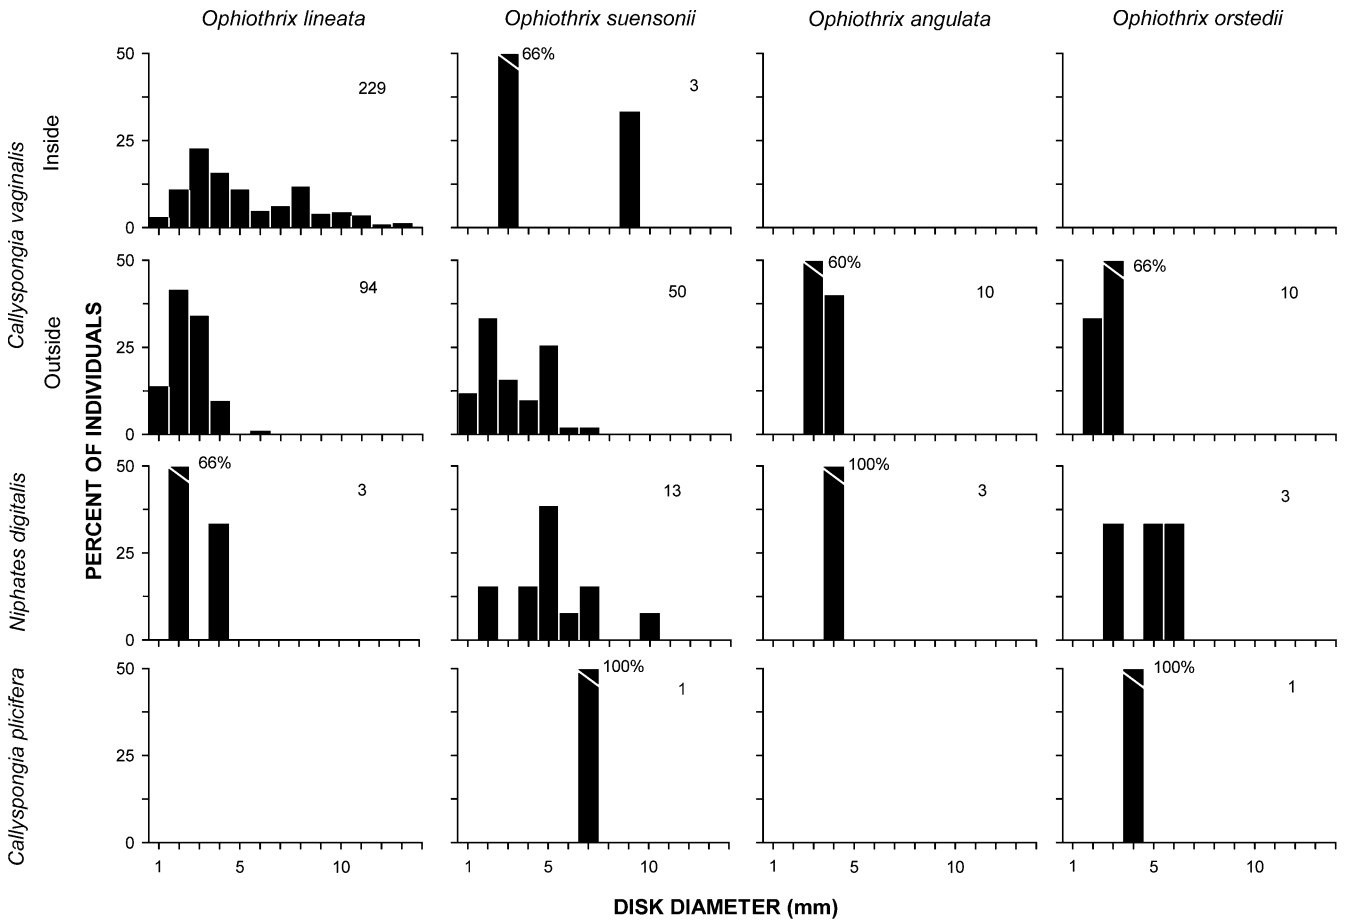 Ophiothrix lineata Ophiothrix suensonii Ophiothrix angulata Ophiothrix orstedii
Callyspongia vaginalis
Inside
50 229 66% 3
25
0
Outside
50 94 50 60% 10 66% 10
25
0
PERCENT OF INDIVIDUALS
Niphates digitalis
50 66% 3 13 100% 3 3
25
0
Callyspongia plicifera
50 100% 1 100% 1
25
0
1 5 10 1 5 10 1 5 10 1 5 10
DISK DIAMETER (mm)